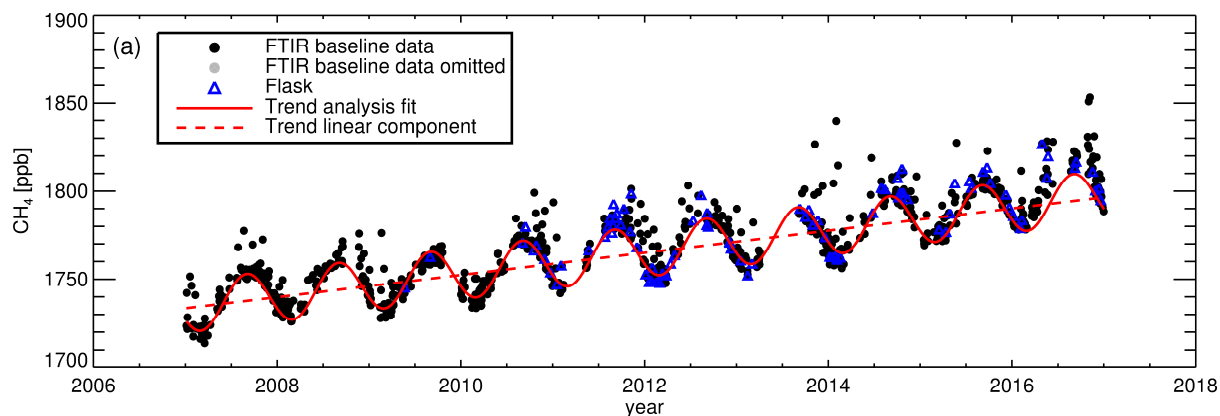 (a)
FTIR baseline data
FTIR baseline data omitted
Flask
Trend analysis fit
Trend linear component
CH4 [ppb]
1900
1850
1800
1750
1700
2006 2008 2010 2012 2014 2016 2018
year